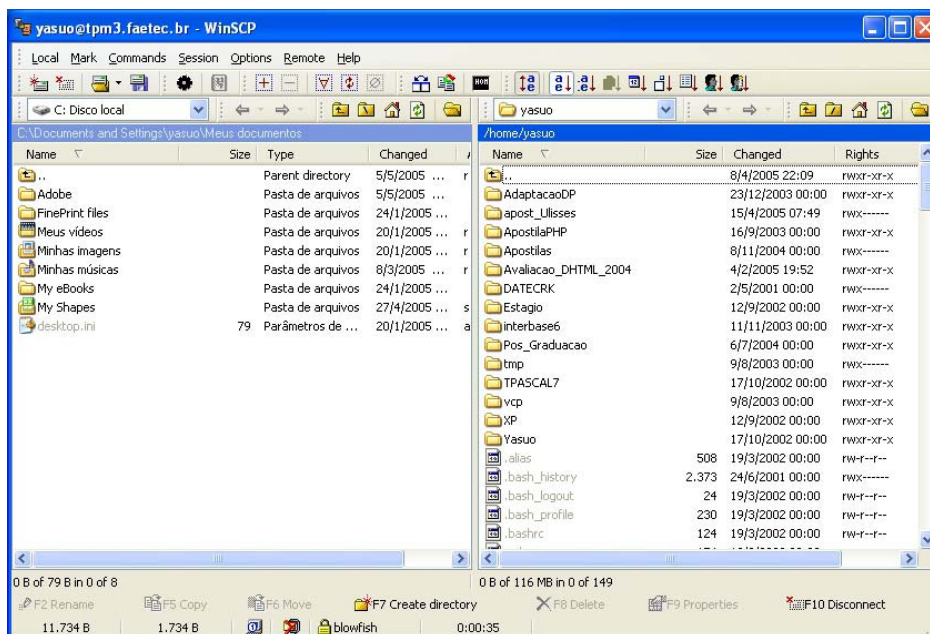 yasuo@tpm3.faetec.br - WinSCP
Local Mark Commands Session Options Remote Help
C: Disco local
yasuo
C:\Documents and Settings\yasuo\Meus documentos
/home/yasuo
Name Size Type Changed
Name Size Changed Rights
.. Parent directory 5/5/2005 ... r
Adobe Pasta de arquivos 5/5/2005 ...
FinePrint files Pasta de arquivos 24/1/2005 ...
Meus vídeos Pasta de arquivos 20/1/2005 ... r
Minhas imagens Pasta de arquivos 20/1/2005 ... r
Minhas músicas Pasta de arquivos 8/3/2005 ... r
My eBooks Pasta de arquivos 24/1/2005 ...
My Shapes Pasta de arquivos 27/4/2005 ... s
desktop.ini 79 Parâmetros de ... 20/1/2005 ... a
.. 8/4/2005 22:09 rwxr-xr-x
AdaptacaoDP 23/12/2003 00:00 rwxr-xr-x
apost_Ulisses 15/4/2005 07:49 rwx------
ApostilaPHP 16/9/2003 00:00 rwxr-xr-x
Apostilas 8/11/2004 00:00 rwx------
Avaliacao_DHTML_2004 4/2/2005 19:52 rwxr-xr-x
DATECRK 2/5/2001 00:00 rwx------
Estagio 12/9/2002 00:00 rwxr-xr-x
interbase6 11/11/2003 00:00 rwxr-xr-x
Pos_Graduacao 6/7/2004 00:00 rwxr-xr-x
tmp 9/8/2003 00:00 rwx------
TPASCAL7 17/10/2002 00:00 rwxr-xr-x
vcp 9/8/2003 00:00 rwxr-xr-x
XP 12/9/2002 00:00 rwxr-xr-x
Yasuo 17/10/2002 00:00 rwxr-xr-x
.alias 508 19/3/2002 00:00 rw-r--r--
.bash_history 2.373 24/6/2001 00:00 rwx------
.bash_logout 24 19/3/2002 00:00 rw-r--r--
.bash_profile 230 19/3/2002 00:00 rw-r--r--
.bashrc 124 19/3/2002 00:00 rw-r--r--
0 B of 79 B in 0 of 8
0 B of 116 MB in 0 of 149
F2 Rename F5 Copy F6 Move F7 Create directory F8 Delete F9 Properties F10 Disconnect
11.734 B 1.734 B blowfish 0:00:35